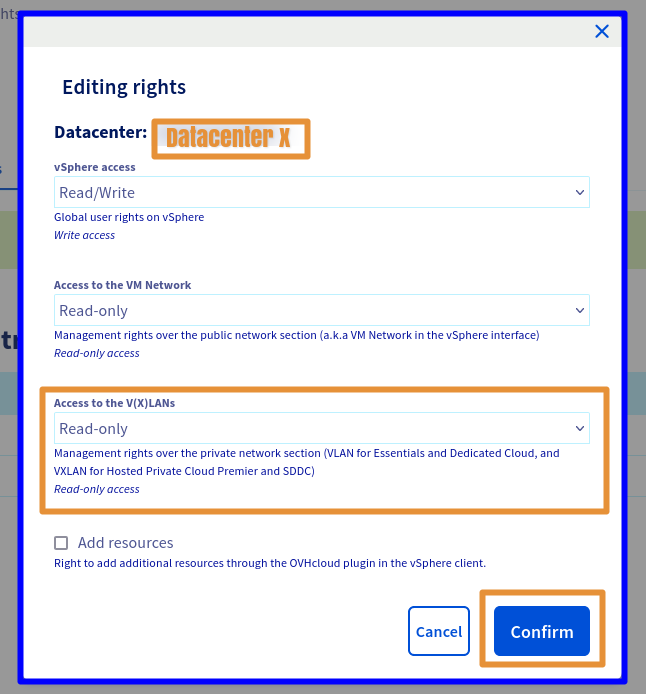 Editing rights
Datacenter: Datacenter X
vSphere access
Read/Write
Global user rights on vSphere
Write access
Access to the VM Network
Read-only
Management rights over the public network section (a.k.a VM Network in the vSphere interface)
Read-only access
Access to the V(X)LANs
Read-only
Management rights over the private network section (VLAN for Essentials and Dedicated Cloud, and
VXLAN for Hosted Private Cloud Premier and SDDC)
Read-only access
Add resources
Right to add additional resources through the OVHcloud plugin in the vSphere client.
Cancel
Confirm